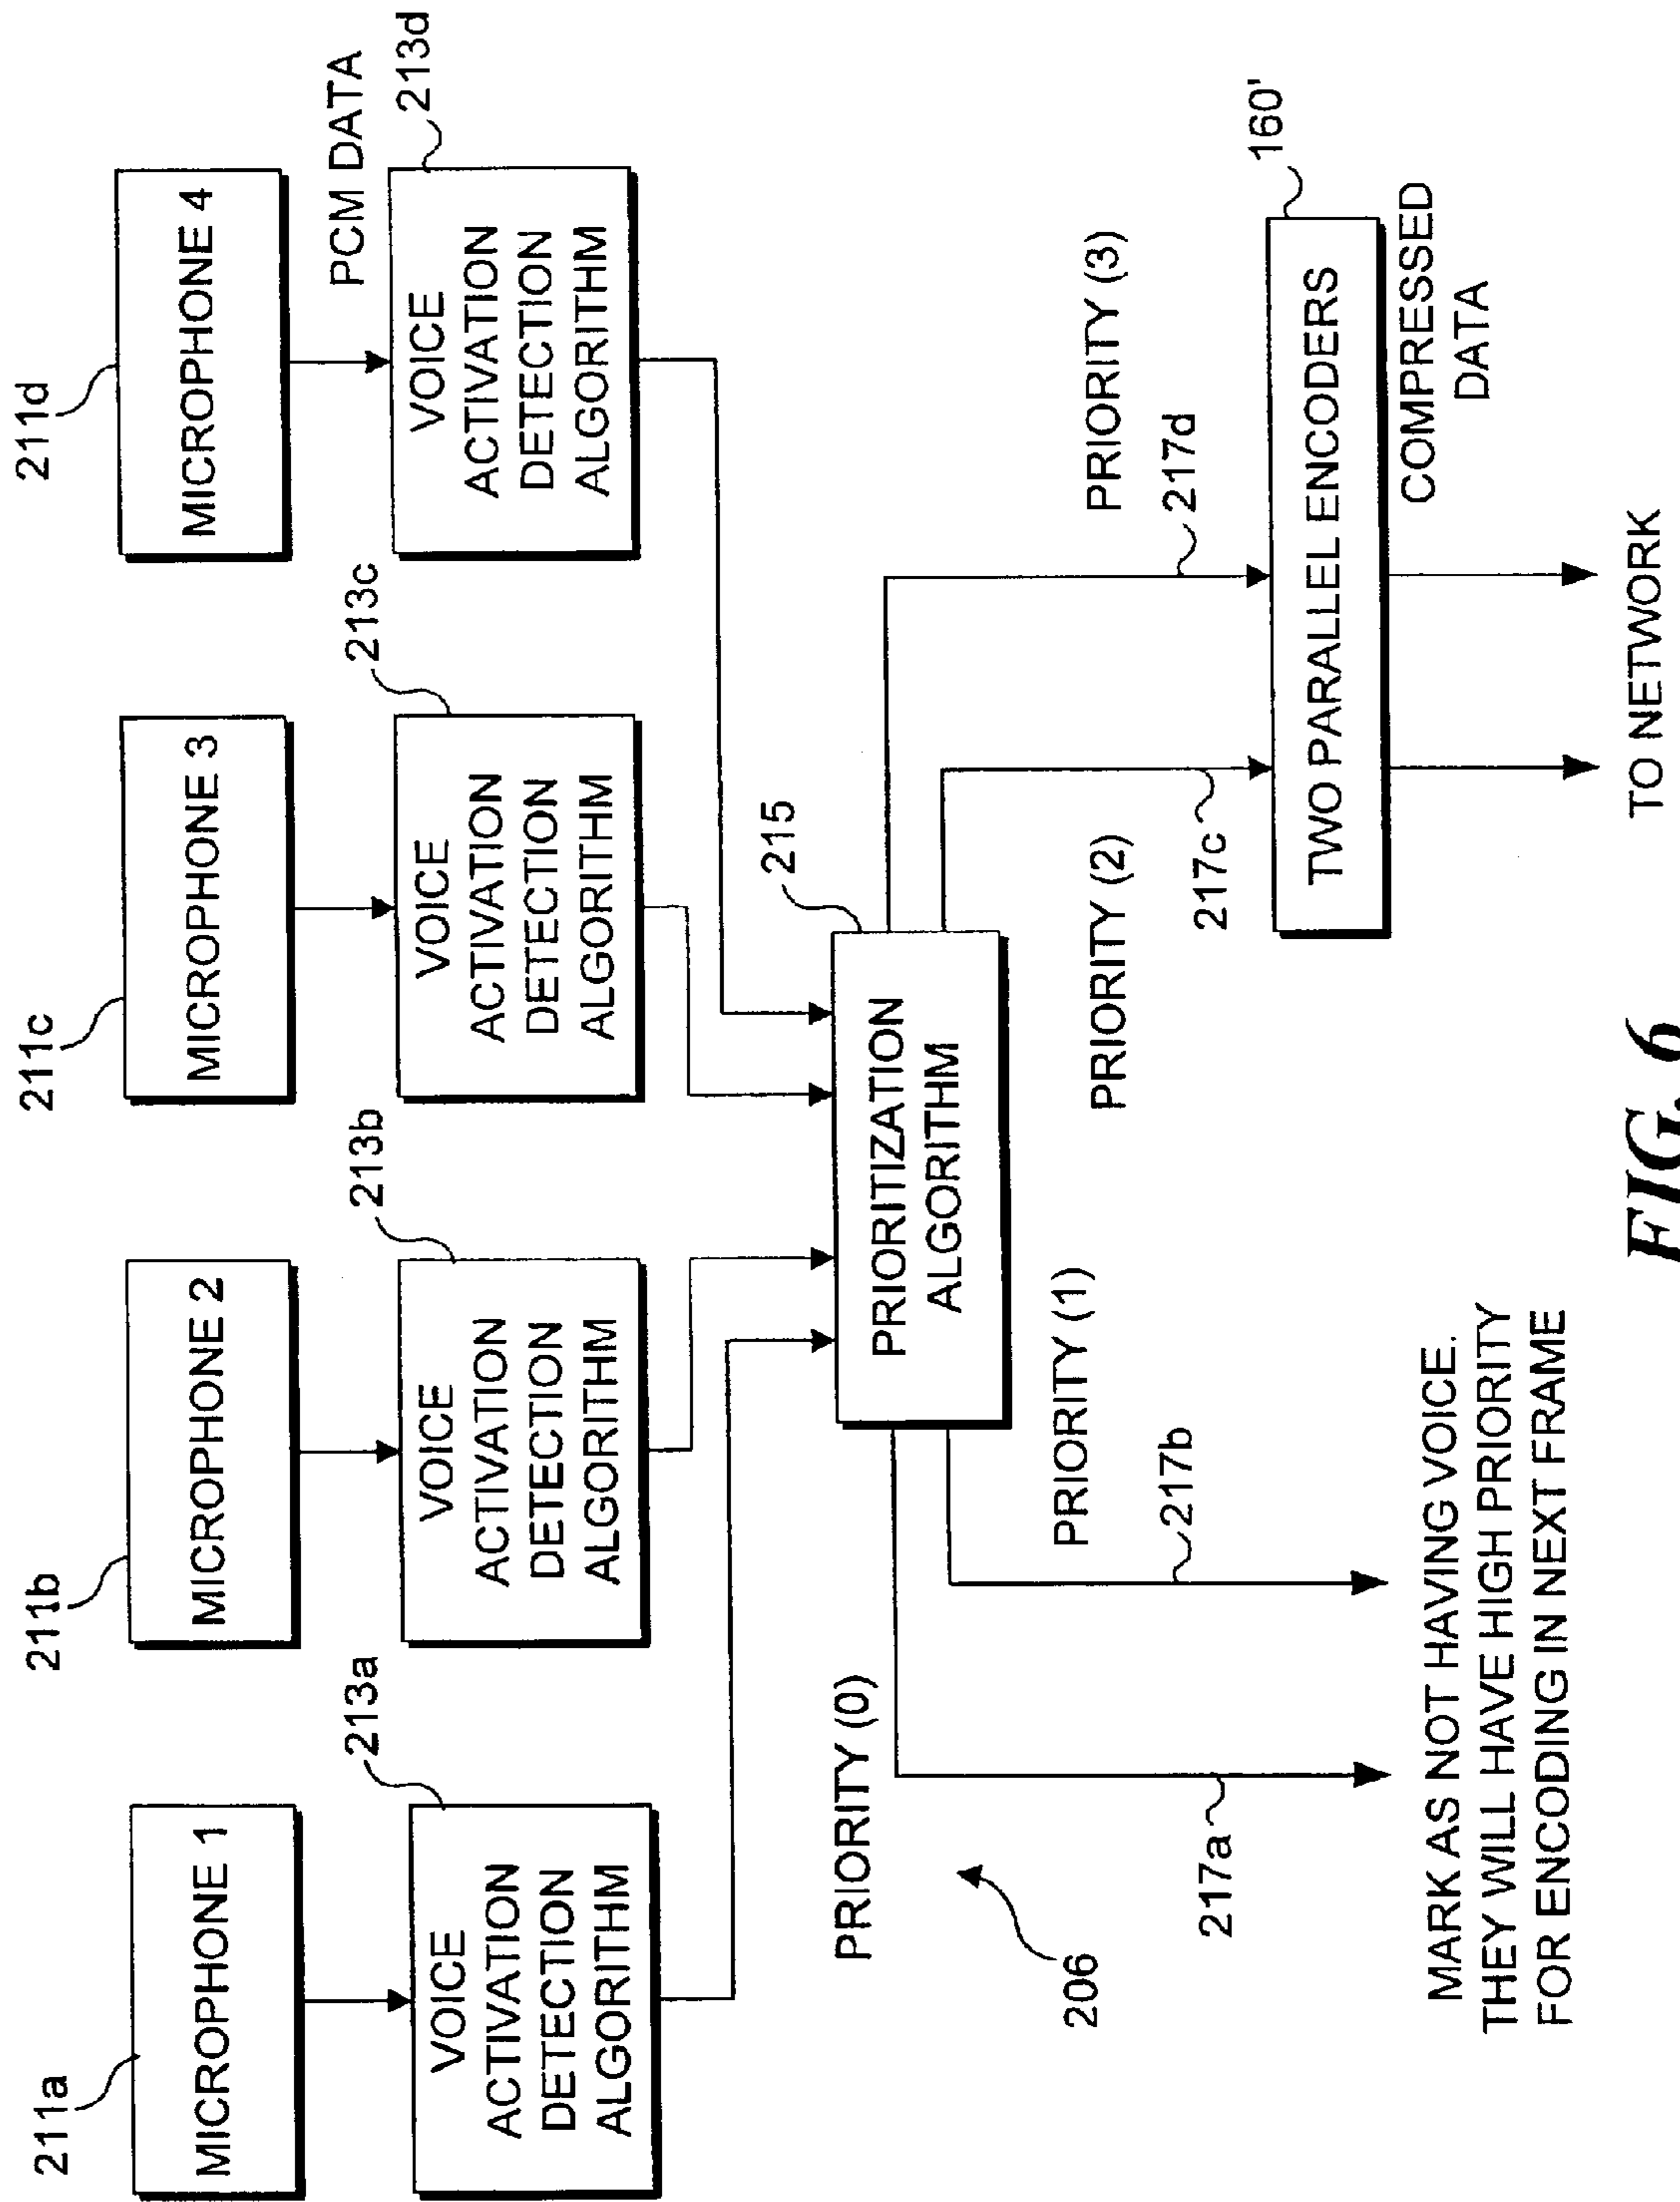 211a
211b
211c
211d
MICROPHONE 1
MICROPHONE 2
MICROPHONE 3
MICROPHONE 4
PCM DATA
213a
213b
213c
213d
VOICE
ACTIVATION
DETECTION
ALGORITHM
VOICE
ACTIVATION
DETECTION
ALGORITHM
VOICE
ACTIVATION
DETECTION
ALGORITHM
VOICE
ACTIVATION
DETECTION
ALGORITHM
215
PRIORITIZATION
ALGORITHM
PRIORITY (0)
PRIORITY (1)
PRIORITY (2)
PRIORITY (3)
206
217a
217b
217c
217d
160'
TWO PARALLEL ENCODERS
COMPRESSED
DATA
MARK AS NOT HAVING VOICE.
THEY WILL HAVE HIGH PRIORITY
FOR ENCODING IN NEXT FRAME
TO NETWORK
FIG. 6